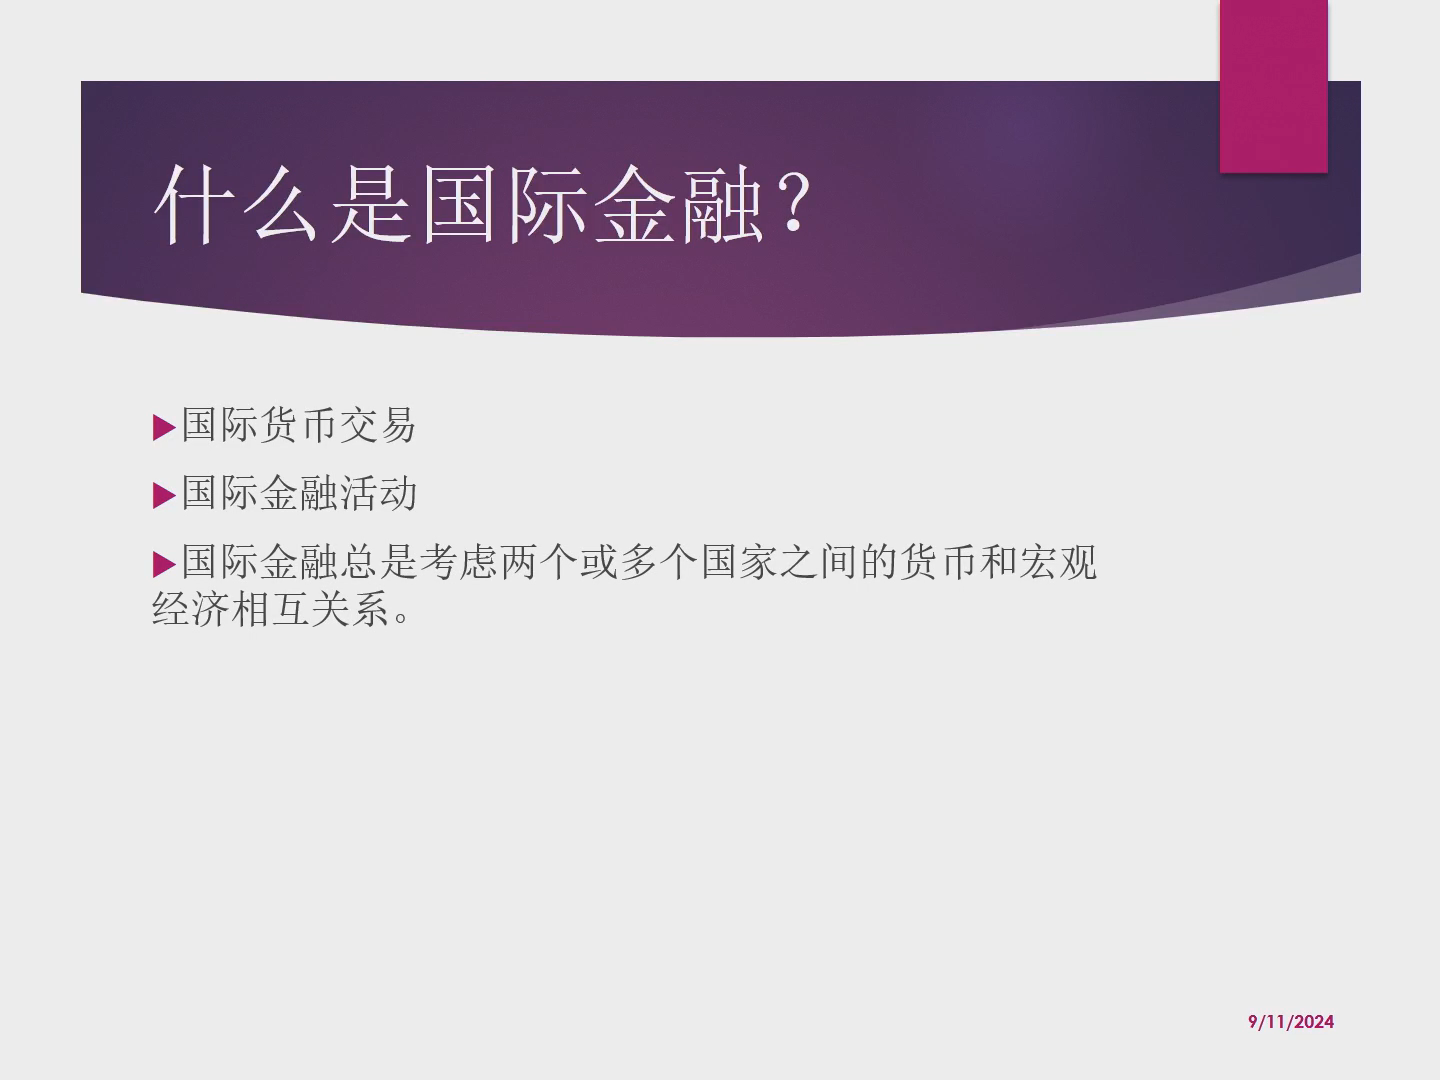 什么是国际金融？
国际货币交易
国际金融活动
国际金融总是考虑两个或多个国家之间的货币和宏观
经济相互关系。
9/11/2024